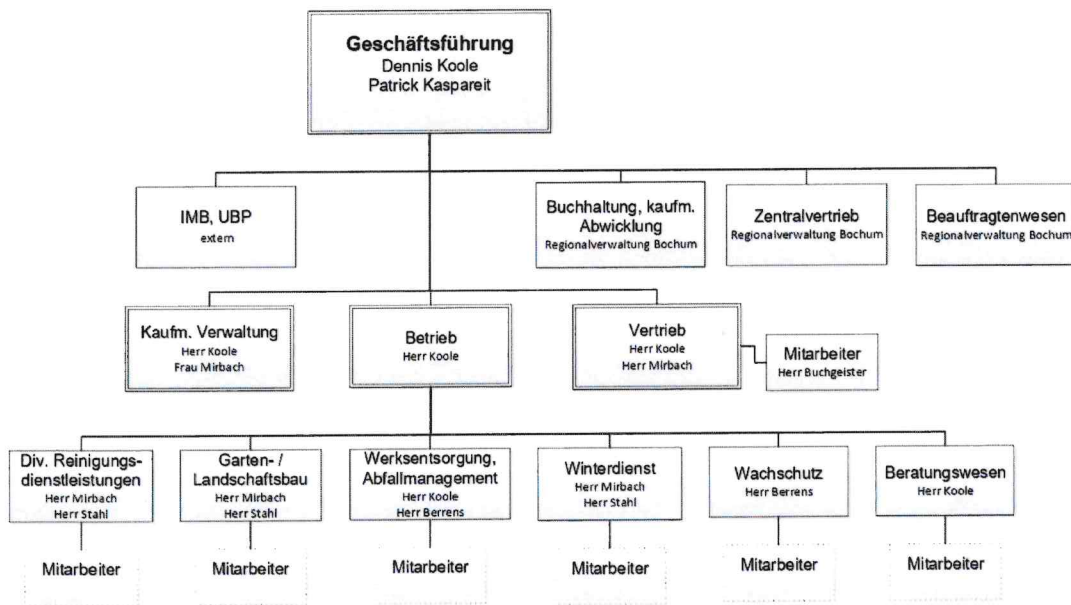 Geschäftsführung
Dennis Koole
Patrick Kaspareit
IMB, UBP
extern
Buchhaltung, kaufm.
Abwicklung
Regionalverwaltung Bochum
Zentralvertrieb
Regionalverwaltung Bochum
Beauftragtenwesen
Regionalverwaltung Bochum
Kaufm. Verwaltung
Herr Koole
Frau Mirbach
Betrieb
Herr Koole
Vertrieb
Herr Koole
Herr Mirbach
Mitarbeiter
Herr Buchgeister
Div. Reinigungs-
dienstleistungen
Herr Mirbach
Herr Stahl
Garten- /
Landschaftsbau
Herr Mirbach
Herr Stahl
Werksentsorgung,
Abfallmanagement
Herr Koole
Herr Berrens
Winterdienst
Herr Mirbach
Herr Stahl
Wachschutz
Herr Berrens
Beratungswesen
Herr Koole
Mitarbeiter
Mitarbeiter
Mitarbeiter
Mitarbeiter
Mitarbeiter
Mitarbeiter